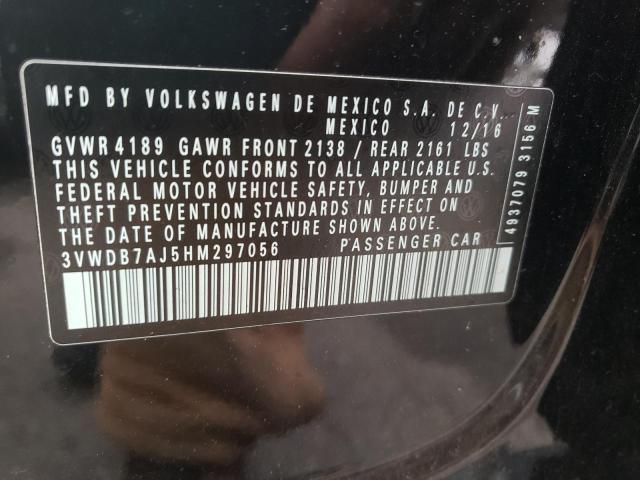 MFD BY VOLKSWAGEN DE MEXICO S.A. DE C.V.
MEXICO 12/16
GVWR 4189 GAWR FRONT 2138 / REAR 2161 LBS
THIS VEHICLE CONFORMS TO ALL APPLICABLE U.S.
FEDERAL MOTOR VEHICLE SAFETY, BUMPER AND
THEFT PREVENTION STANDARDS IN EFFECT ON
THE DATE OF MANUFACTURE SHOWN ABOVE.
3VWDB7AJ5HM297056 PASSENGER CAR
4937079 3156 M